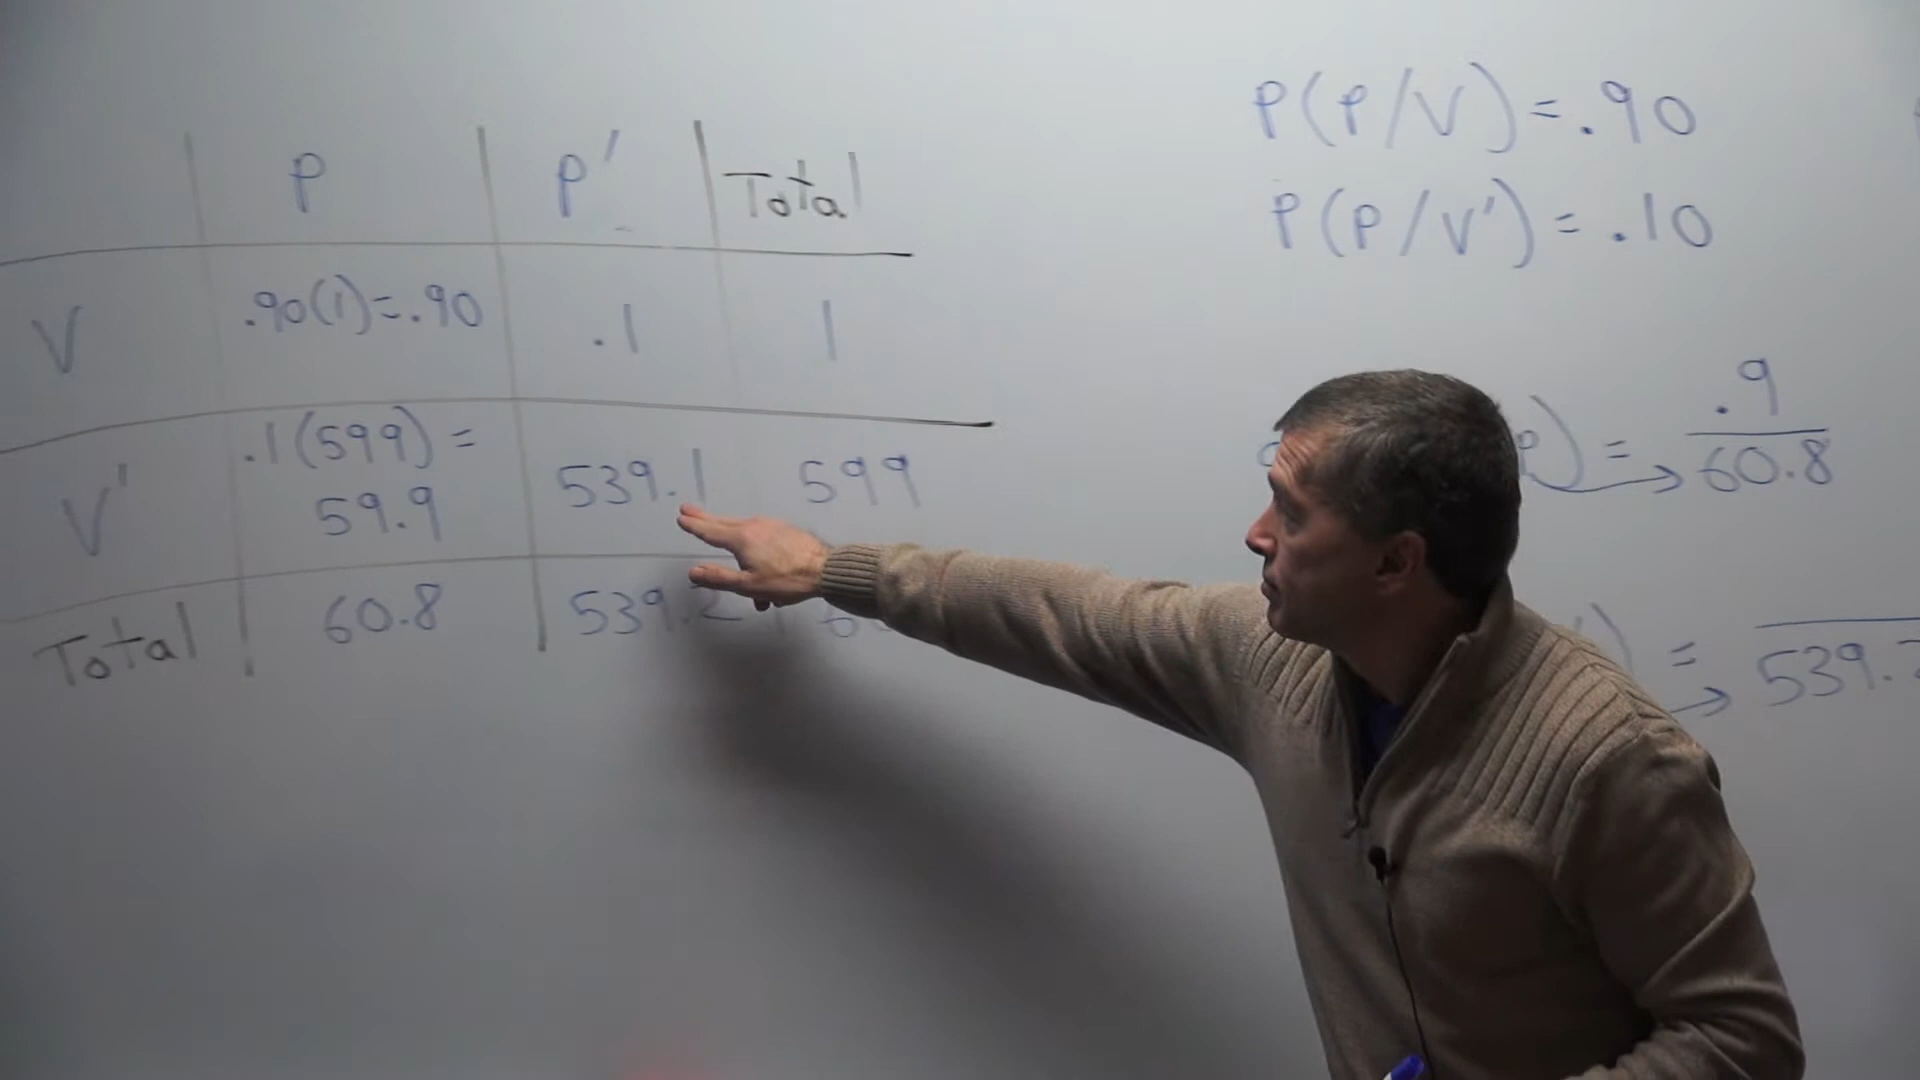 P P' Total
V .90(1)=.90 .1 1
V' .1(599) = 59.9 539.1 599
Total 60.8 539.2
P(P/V) = .90
P(P/V') = .10
) = .9 / 60.8
) = 539.2